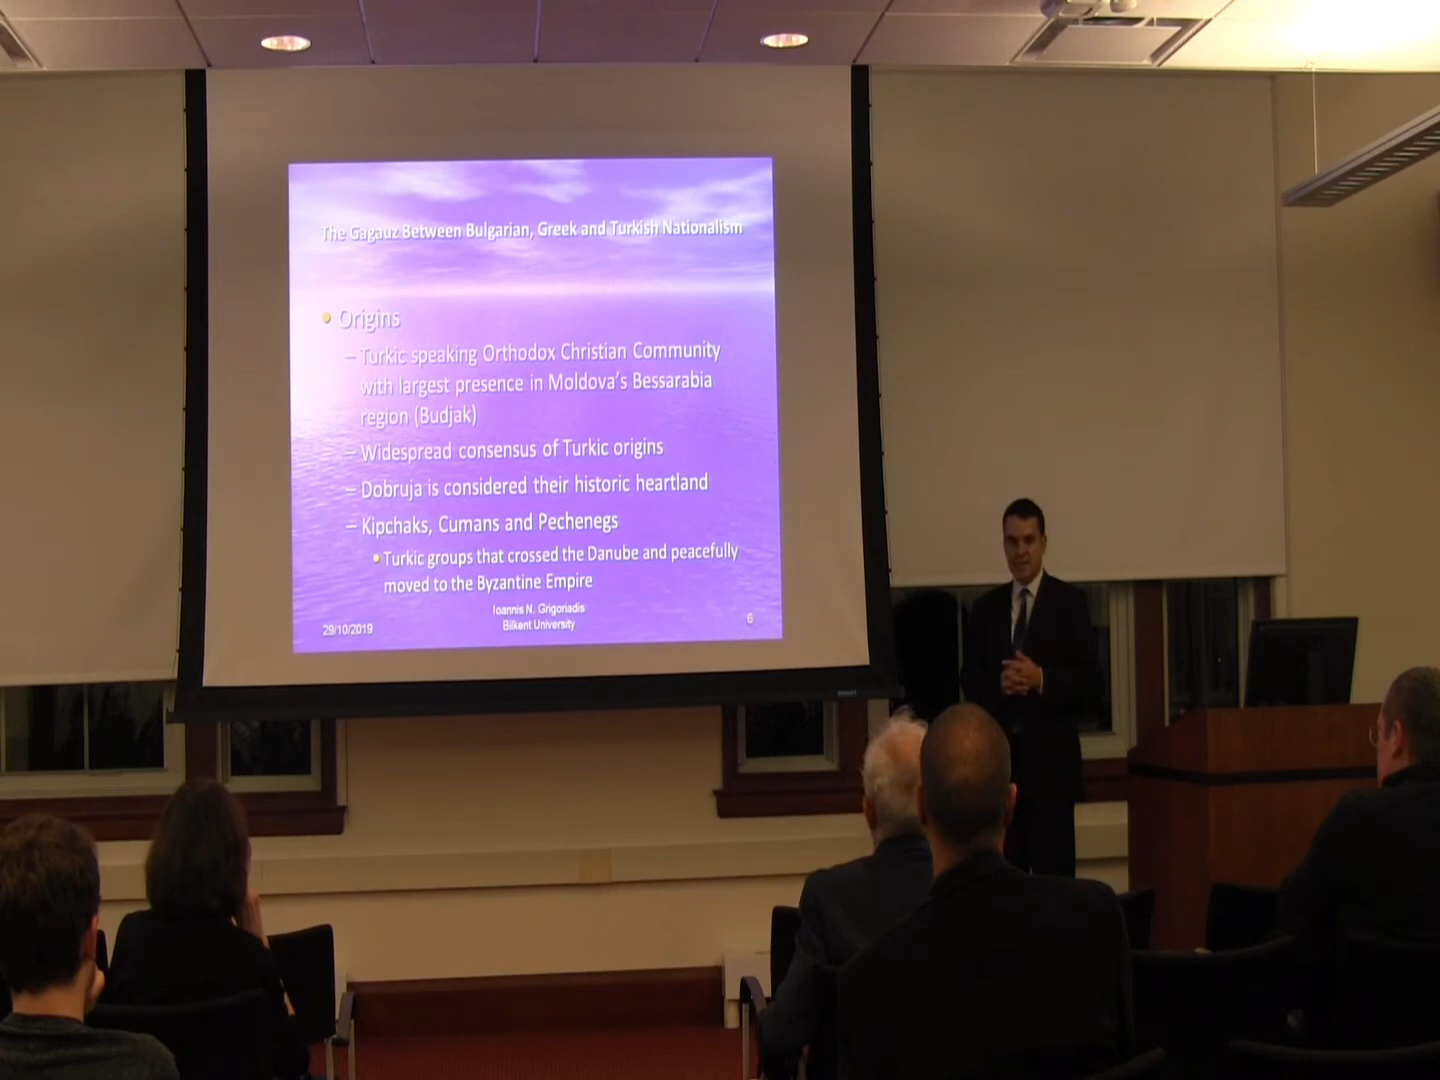 The Gagauz Between Bulgarian, Greek and Turkish Nationalism
• Origins
– Turkic speaking Orthodox Christian Community
with largest presence in Moldova's Bessarabia
region (Budjak)
– Widespread consensus of Turkic origins
– Dobruja is considered their historic heartland
– Kipchaks, Cumans and Pechenegs
• Turkic groups that crossed the Danube and peacefully
moved to the Byzantine Empire
29/10/2019
Ioannis N. Grigoriadis
Bilkent University
6